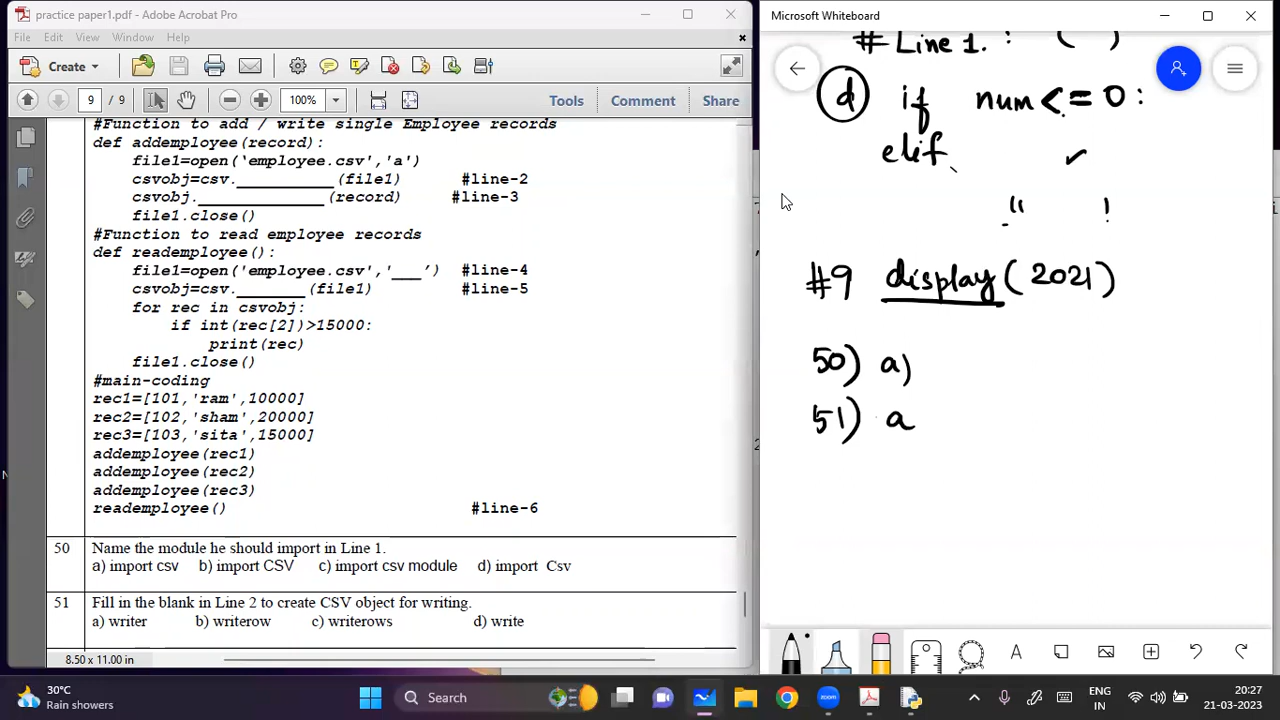 practice paper1.pdf - Adobe Acrobat Pro
File Edit View Window Help
Create
9 / 9 100% Tools Comment Share
#Function to add / write single Employee records
def addemployee(record):
file1=open('employee.csv','a')
csvobj=csv.__________(file1) #line-2
csvobj._____________(record) #line-3
file1.close()
#Function to read employee records
def reademployee():
file1=open('employee.csv','___') #line-4
csvobj=csv._______(file1) #line-5
for rec in csvobj:
if int(rec[2])>15000:
print(rec)
file1.close()
#main-coding
rec1=[101,'ram',10000]
rec2=[102,'sham',20000]
rec3=[103,'sita',15000]
addemployee(rec1)
addemployee(rec2)
addemployee(rec3)
reademployee() #line-6
50 Name the module he should import in Line 1.
a) import csv b) import CSV c) import csv module d) import Csv
51 Fill in the blank in Line 2 to create CSV object for writing.
a) writer b) writerow c) writerows d) write
8.50 x 11.00 in
Microsoft Whiteboard
# Line 1. : ( )
d if num <= 0 :
elif ✓
" !
#9 display(2021)
50) a)
51) a
30°C
Rain showers
Search
zoom
ENG
IN
20:27
21-03-2023